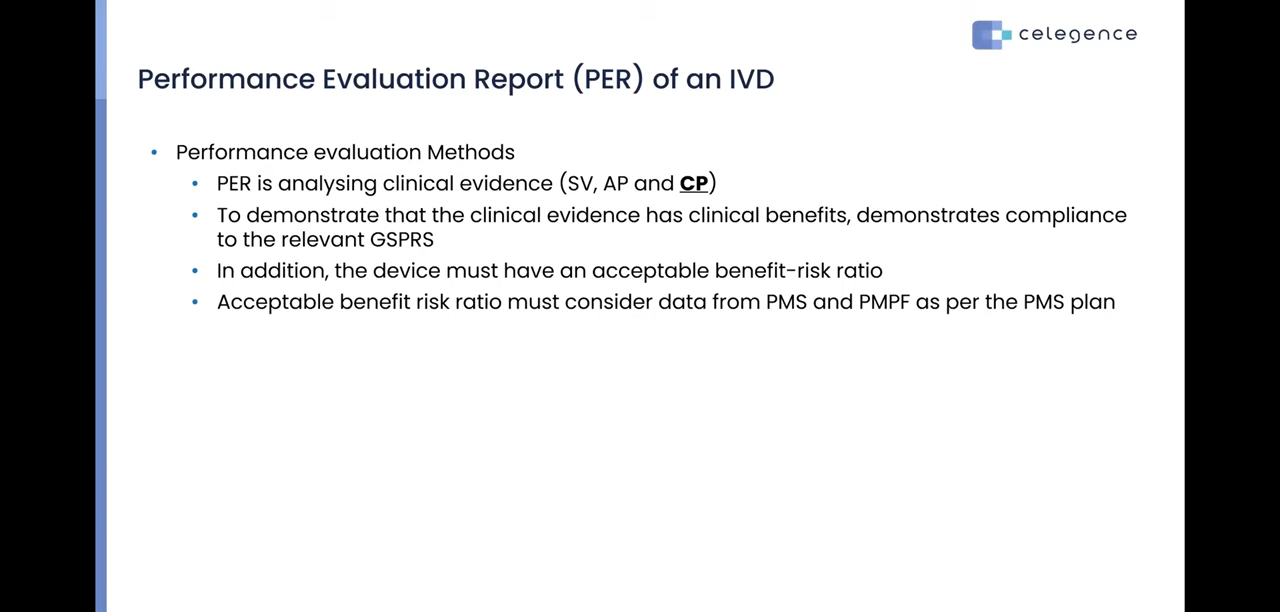 celegence
Performance Evaluation Report (PER) of an IVD
• Performance evaluation Methods
• PER is analysing clinical evidence (SV, AP and CP)
• To demonstrate that the clinical evidence has clinical benefits, demonstrates compliance
to the relevant GSPRS
• In addition, the device must have an acceptable benefit-risk ratio
• Acceptable benefit risk ratio must consider data from PMS and PMPF as per the PMS plan